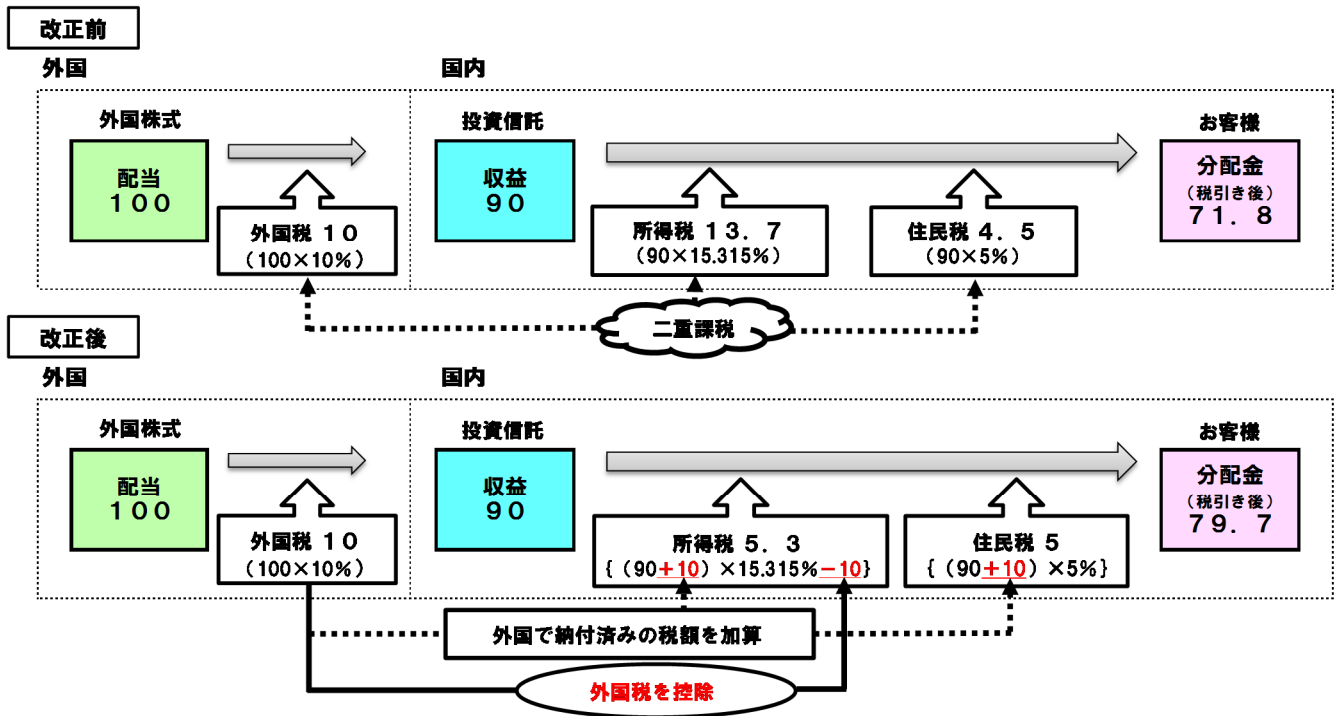 改正前
外国
国内
外国株式
投資信託
お客様
配当
100
収益
90
分配金
(税引き後)
71.8
外国税 10
(100×10%)
所得税 13.7
(90×15.315%)
住民税 4.5
(90×5%)
二重課税
改正後
外国
国内
外国株式
投資信託
お客様
配当
100
収益
90
分配金
(税引き後)
79.7
外国税 10
(100×10%)
所得税 5.3
{(90+10)×15.315%-10}
住民税 5
{(90+10)×5%}
外国で納付済みの税額を加算
外国税を控除